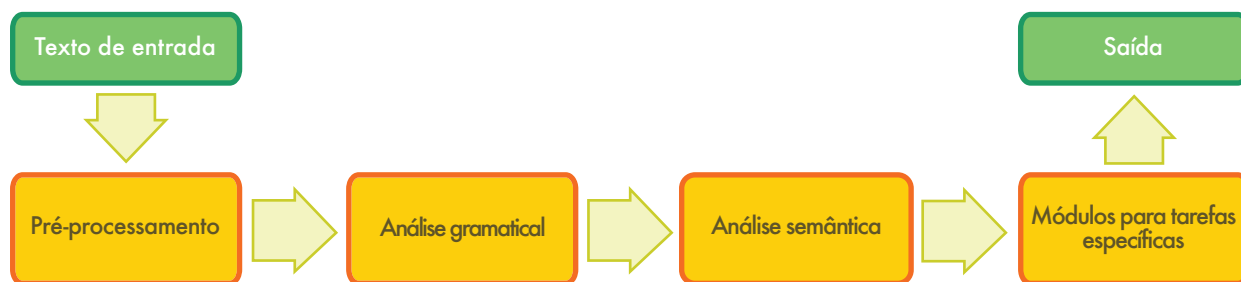 Texto de entrada
Saída
Pré-processamento
Análise gramatical
Análise semântica
Módulos para tarefas
específicas